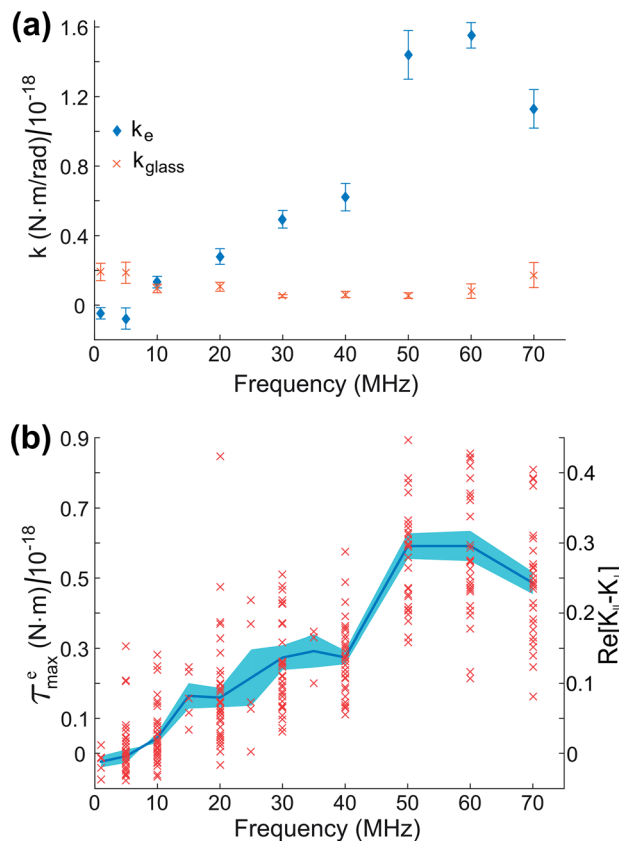 (a)
1.6
1.2
0.8
0.4
0
k (N·m/rad)/10⁻¹⁸
kₑ
k_glass
0 10 20 30 40 50 60 70
Frequency (MHz)
(b)
0.9
0.7
0.5
0.3
0.1
0
𝜏ᵉ_max (N·m)/10⁻¹⁸
0.4
0.3
0.2
0.1
0
Re[K_||-K_⊥]
0 10 20 30 40 50 60 70
Frequency (MHz)